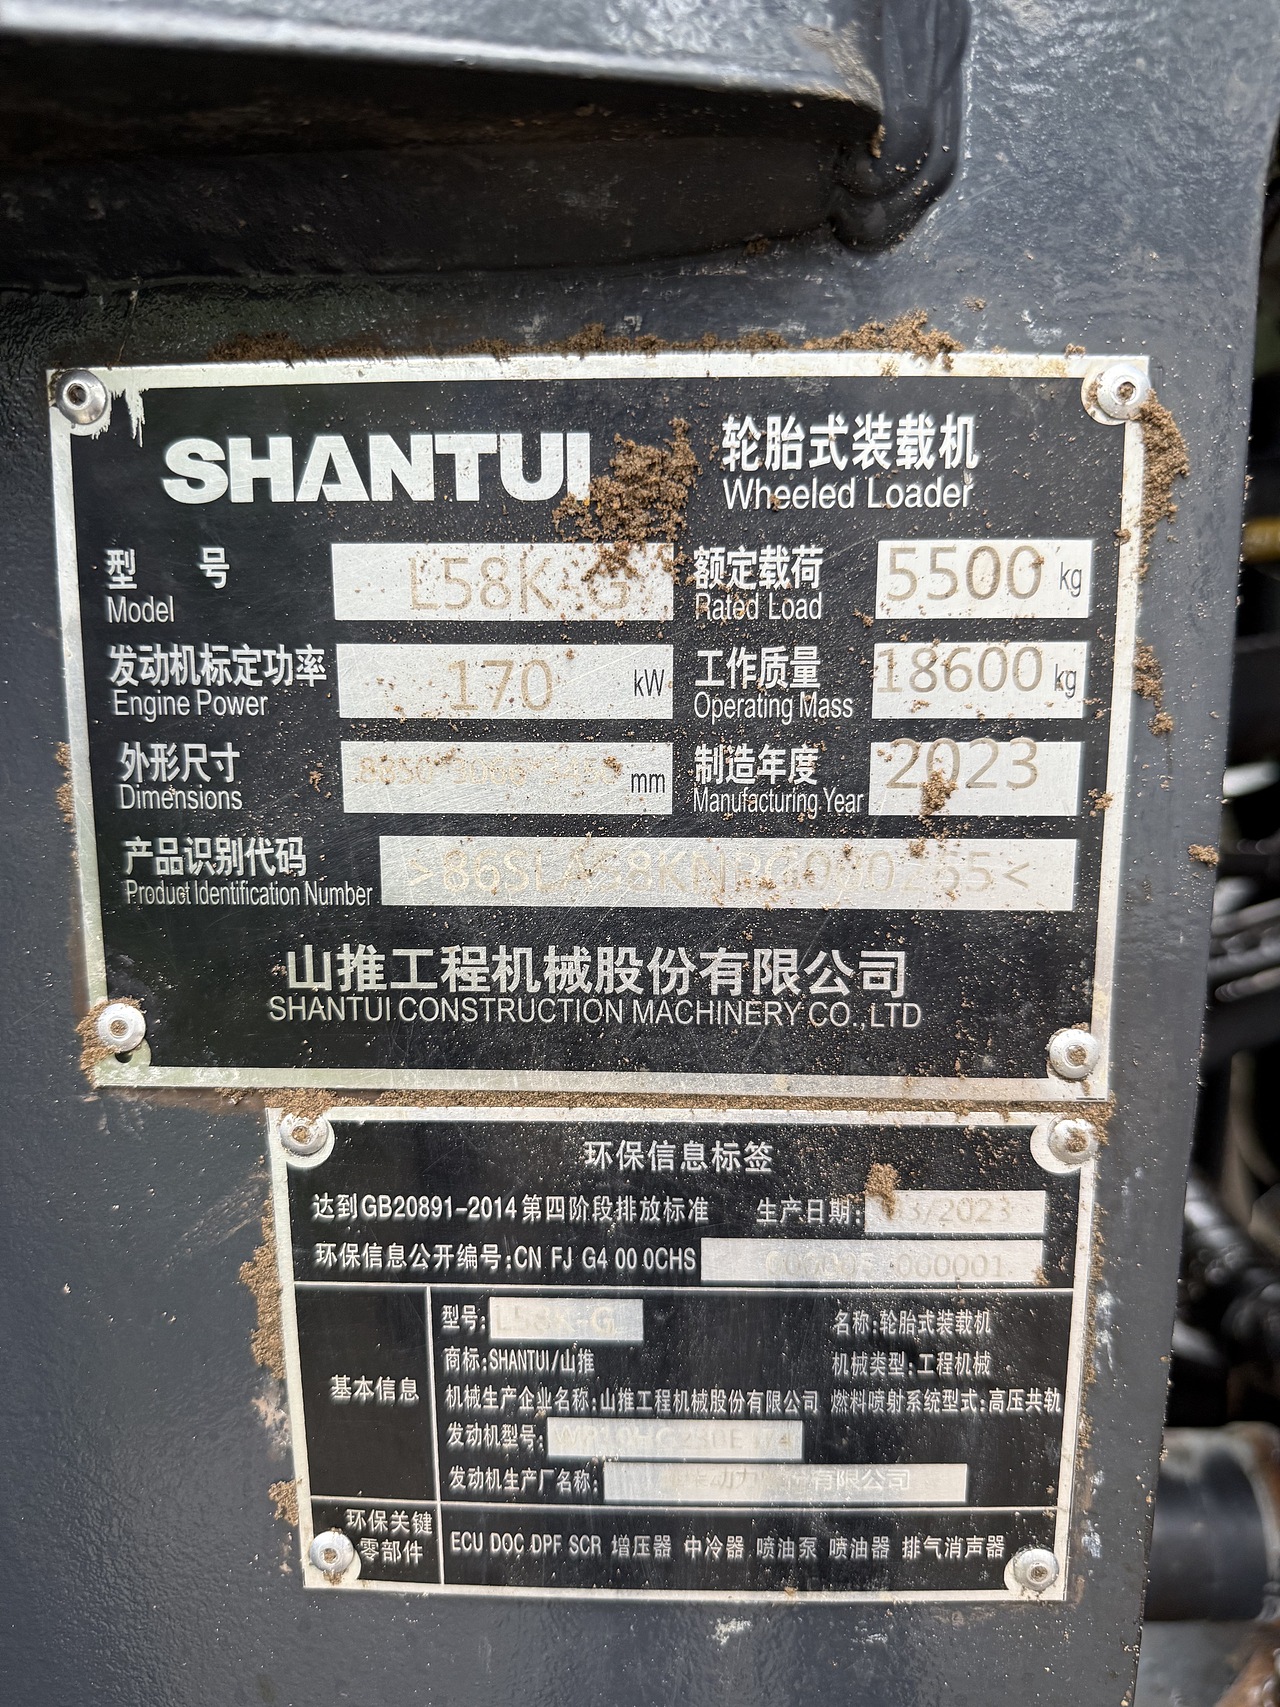 SHANTUI
轮胎式装载机
Wheeled Loader
型 号 L58K-G 额定载荷 5500 kg
Model Rated Load
发动机标定功率 170 kW 工作质量 18600 kg
Engine Power Operating Mass
外形尺寸 mm 制造年度 2023
Dimensions Manufacturing Year
产品识别代码
Product Identification Number
山推工程机械股份有限公司
SHANTUI CONSTRUCTION MACHINERY CO.,LTD
环保信息标签
达到GB20891-2014第四阶段排放标准 生产日期: 03/2023
环保信息公开编号:CN FJ G4 00 0CHS
基本信息
型号: L58K-G 名称:轮胎式装载机
商标:SHANTUI/山推 机械类型:工程机械
机械生产企业名称:山推工程机械股份有限公司 燃料喷射系统型式:高压共轨
发动机型号:
发动机生产厂名称: 有限公司
环保关键零部件
ECU DOC DPF SCR 增压器 中冷器 喷油泵 喷油器 排气消声器